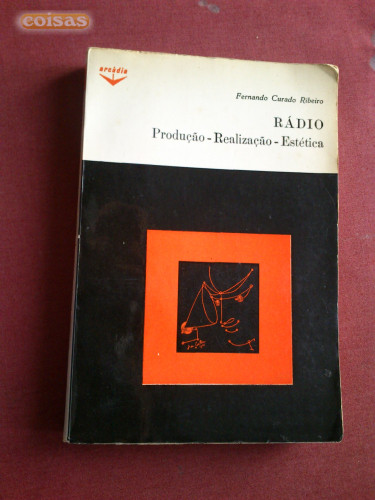 coisas
arcádia
Fernando Curado Ribeiro
RÁDIO
Produção - Realização - Estética